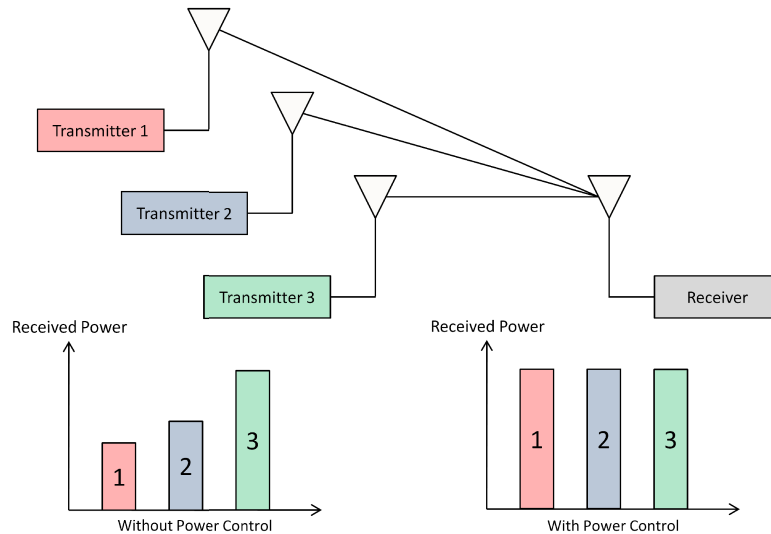 Transmitter 1
Transmitter 2
Transmitter 3
Receiver
Received Power
1
2
3
Without Power Control
Received Power
1
2
3
With Power Control